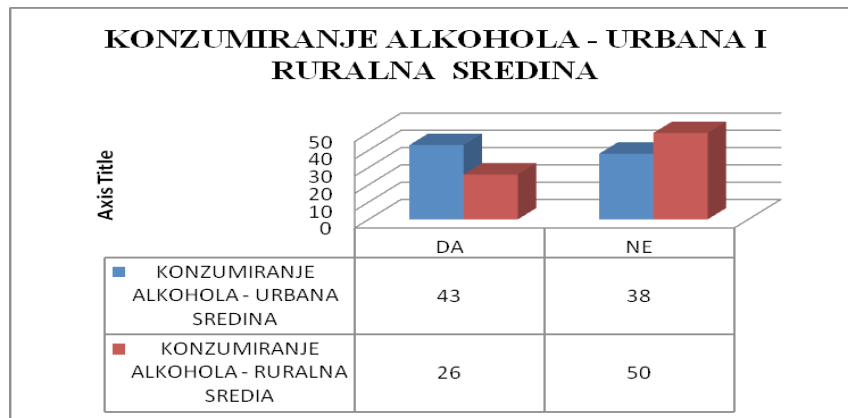 KONZUMIRANJE ALKOHOLA - URBANA I
RURALNA SREDINA
Axis Title
50
40
30
20
10
0
DA NE
KONZUMIRANJE
ALKOHOLA - URBANA
SREDINA
43 38
KONZUMIRANJE
ALKOHOLA - RURALNA
SREDIA
26 50